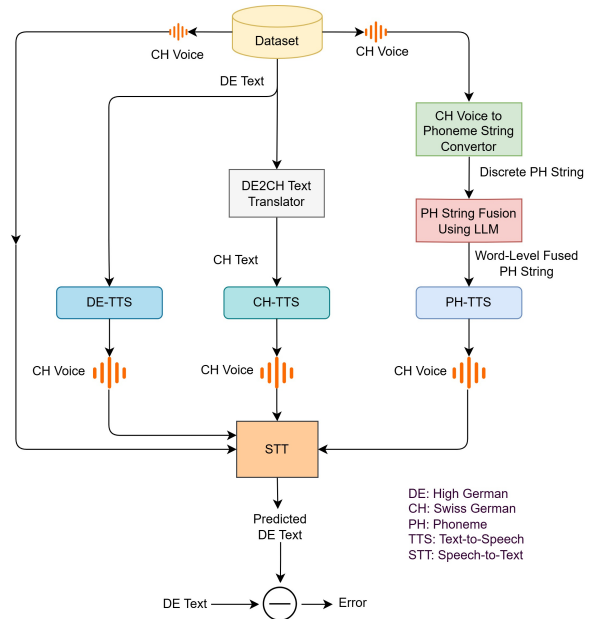 Dataset
CH Voice
CH Voice
DE Text
CH Voice to
Phoneme String
Convertor
Discrete PH String
DE2CH Text
Translator
PH String Fusion
Using LLM
CH Text
Word-Level Fused
PH String
DE-TTS
CH-TTS
PH-TTS
CH Voice
CH Voice
CH Voice
STT
DE: High German
CH: Swiss German
PH: Phoneme
TTS: Text-to-Speech
STT: Speech-to-Text
Predicted
DE Text
DE Text
Error